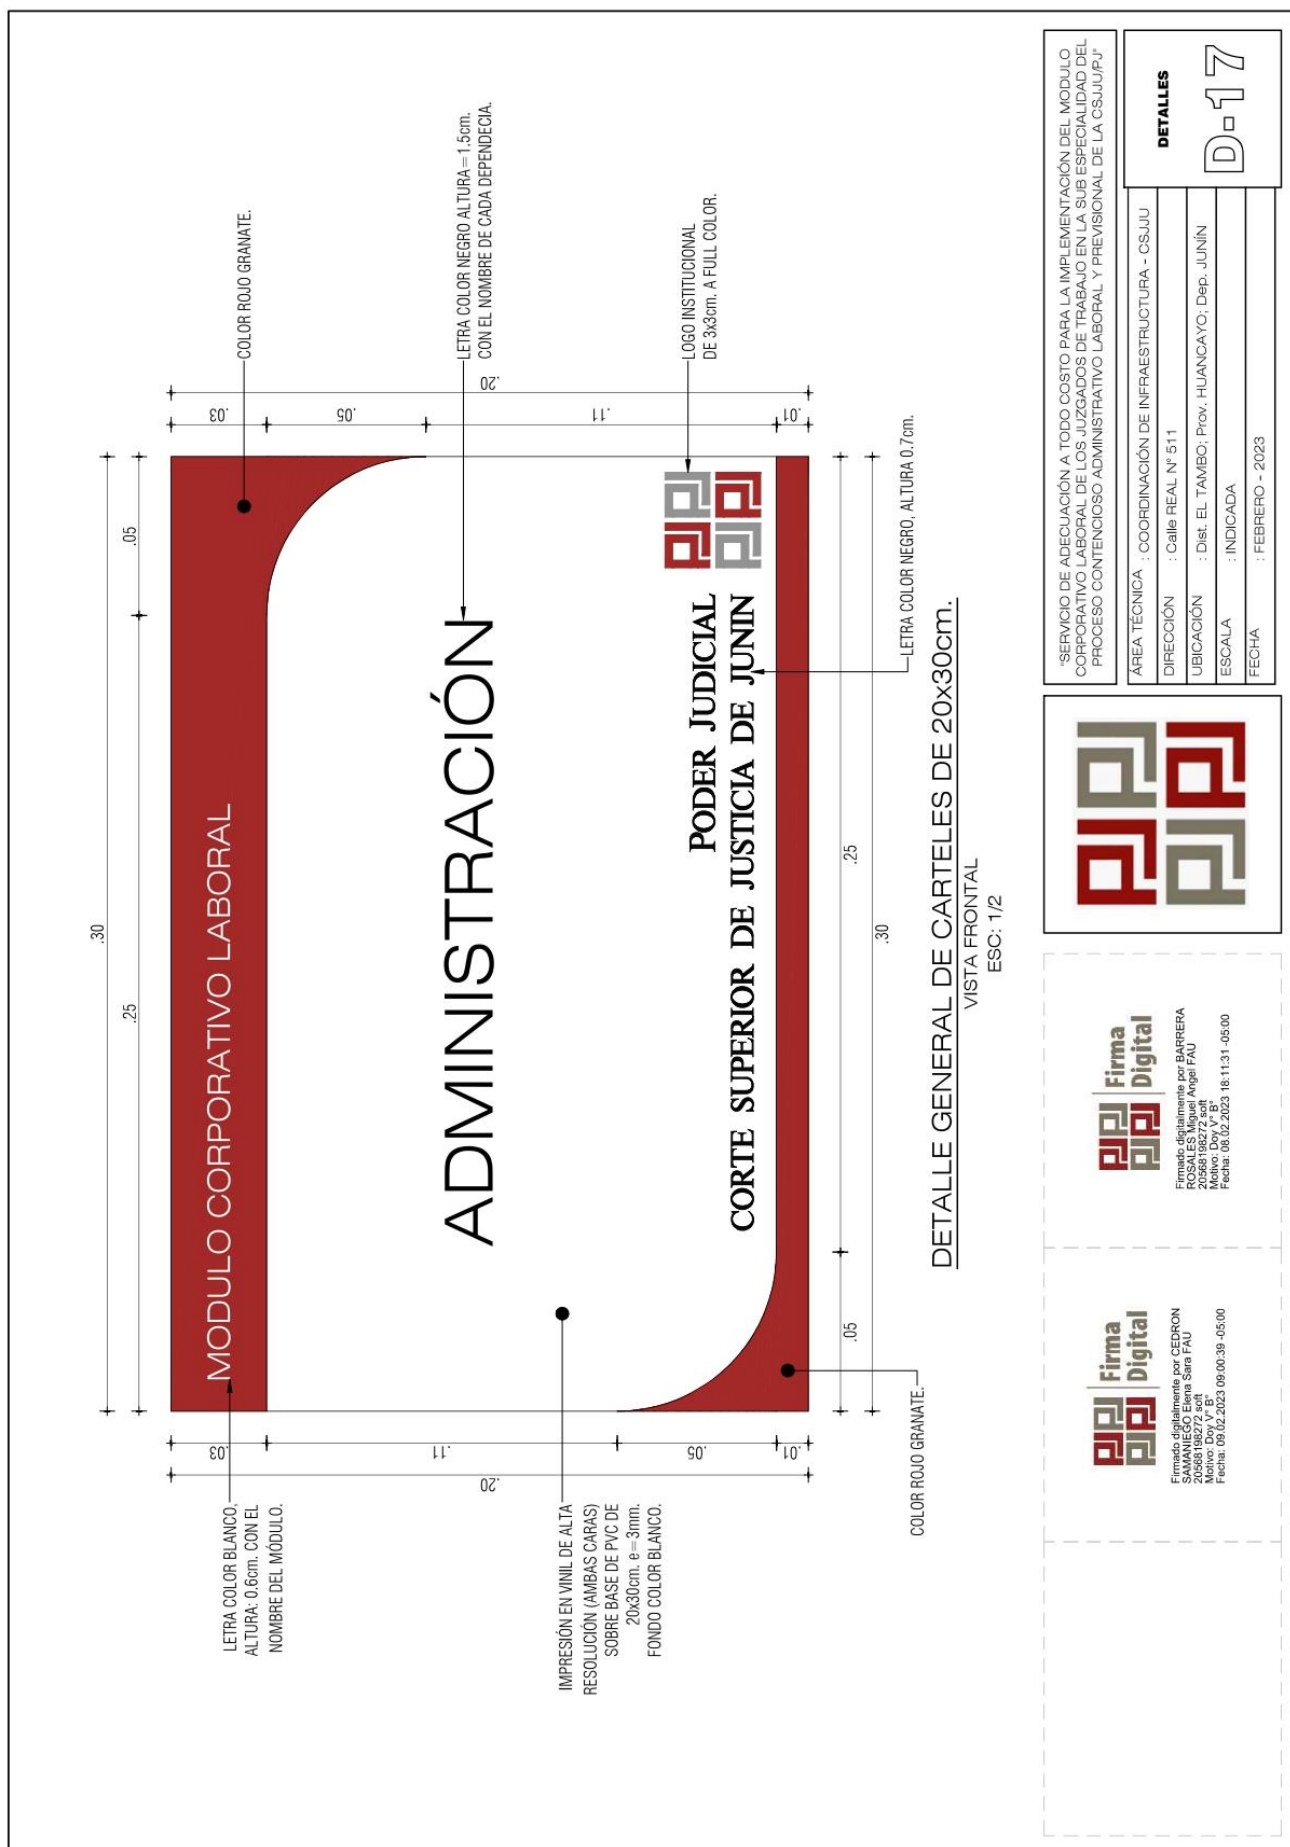 .30
.25
.05
LETRA COLOR BLANCO,
ALTURA: 0.6cm. CON EL
NOMBRE DEL MÓDULO.
COLOR ROJO GRANATE.
MODULO CORPORATIVO LABORAL
.03
.11
.05
.01
.20
.03
.05
.11
.01
.20
ADMINISTRACIÓN
LETRA COLOR NEGRO ALTURA=1.5cm.
CON EL NOMBRE DE CADA DEPENDECIA.
IMPRESIÓN EN VINIL DE ALTA
RESOLUCIÓN (AMBAS CARAS)
SOBRE BASE DE PVC DE
20x30cm. e=3mm.
FONDO COLOR BLANCO.
PODER JUDICIAL
CORTE SUPERIOR DE JUSTICIA DE JUNIN
LOGO INSTITUCIONAL
DE 3x3cm. A FULL COLOR.
.05
.25
.30
COLOR ROJO GRANATE.
LETRA COLOR NEGRO, ALTURA 0.7cm.
DETALLE GENERAL DE CARTELES DE 20x30cm.
VISTA FRONTAL
ESC: 1/2
Firma
Digital
Firmado digitalmente por CEDRON
SAMANIEGO Elena Sara FAU
20568198272 soft
Motivo: Doy V° B°
Fecha: 09.02.2023 09:00:39 -05:00
Firma
Digital
Firmado digitalmente por BARRERA
ROSALES Miguel Angel FAU
20568198272 soft
Motivo: Doy V° B°
Fecha: 08.02.2023 18:11:31 -05:00
"SERVICIO DE ADECUACIÓN A TODO COSTO PARA LA IMPLEMENTACIÓN DEL MODULO
CORPORATIVO LABORAL DE LOS JUZGADOS DE TRABAJO EN LA SUB ESPECIALIDAD DEL
PROCESO CONTENCIOSO ADMINISTRATIVO LABORAL Y PREVISIONAL DE LA CSJJU/PJ"
ÁREA TÉCNICA : COORDINACIÓN DE INFRAESTRUCTURA - CSJJU
DIRECCIÓN : Calle REAL N° 511
UBICACIÓN : Dist. EL TAMBO; Prov. HUANCAYO; Dep. JUNÍN
ESCALA : INDICADA
FECHA : FEBRERO - 2023
DETALLES
D-17